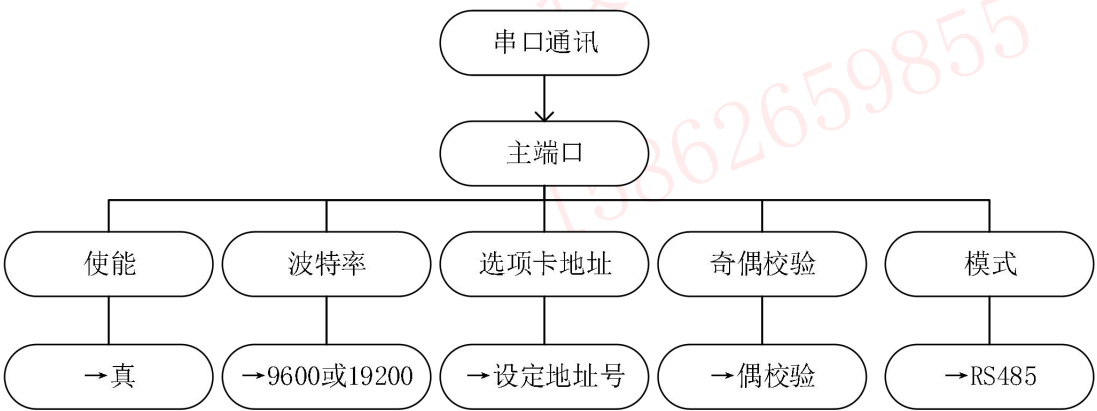 串口通讯
主端口
使能
波特率
选项卡地址
奇偶校验
模式
→真
→9600或19200
→设定地址号
→偶校验
→RS485
15862659855